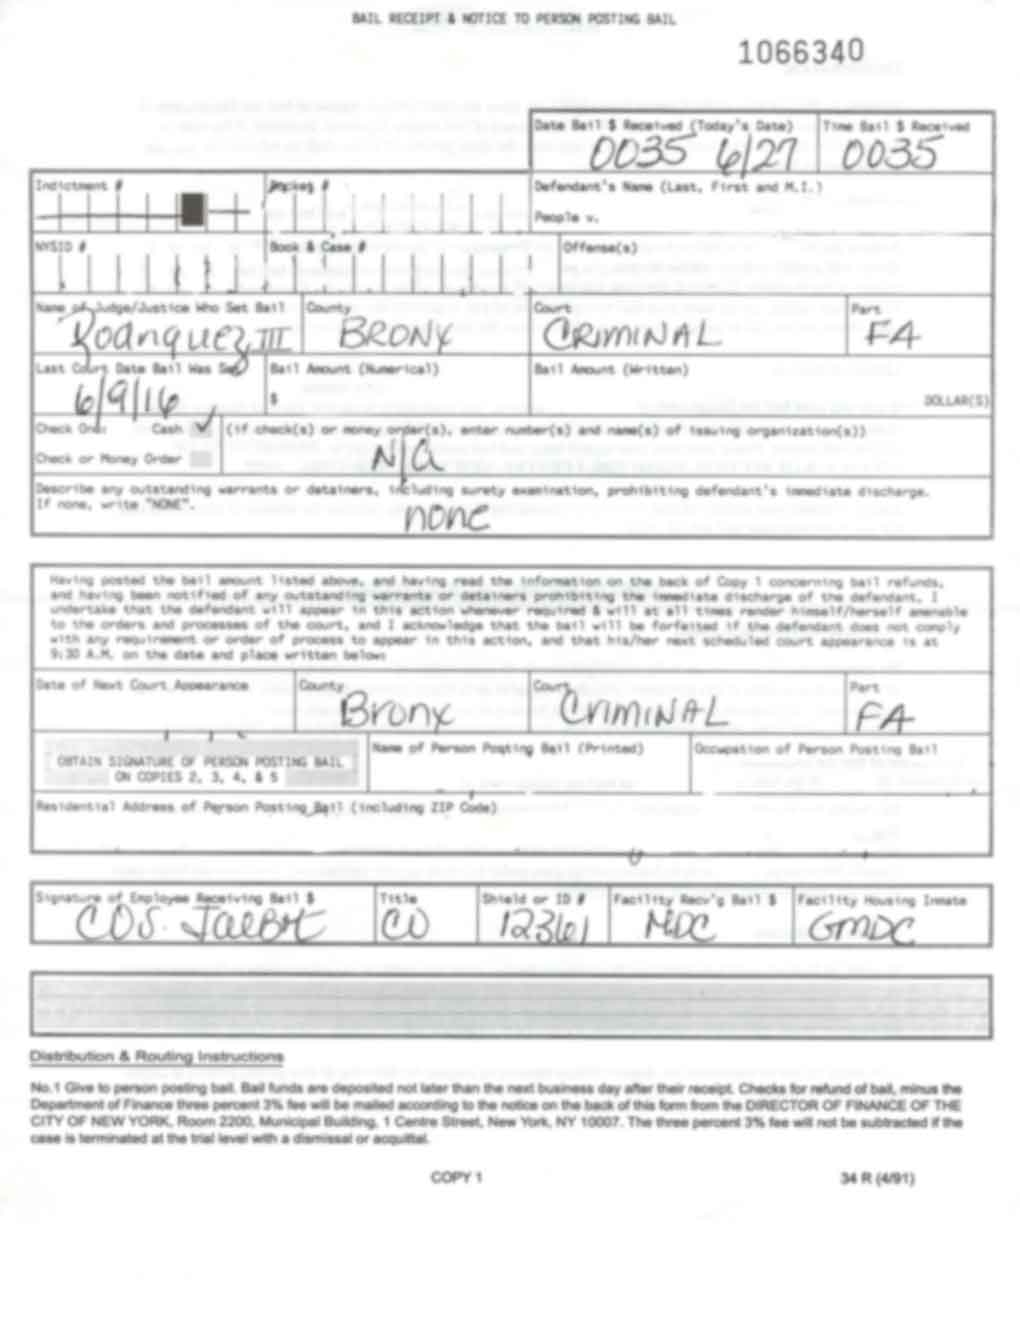 BAIL RECEIPT & NOTICE TO PERSON POSTING BAIL
1066340
Date Bail $ Received (Today's Date) Time Bail $ Received
0035 6/27 0035
Indictment # Docket # Defendant's Name (Last, First and M.I.)
People v.
NYSID # Book & Case # Offense(s)
Name of Judge/Justice Who Set Bail County Court Part
Rodriquez III BRONX CRIMINAL FA
Last Court Date Bail Was Set Bail Amount (Numerical) Bail Amount (Written)
6/9/16 $ DOLLAR(S)
Check One: Cash ✓ (if check(s) or money order(s), enter number(s) and name(s) of issuing organization(s))
Check or Money Order N/A
Describe any outstanding warrants or detainers, including surety examination, prohibiting defendant's immediate discharge.
If none, write "NONE".
none
Having posted the bail amount listed above, and having read the information on the back of Copy 1 concerning bail refunds,
and having been notified of any outstanding warrants or detainers prohibiting the immediate discharge of the defendant, I
undertake that the defendant will appear in this action whenever required & will at all times render himself/herself amenable
to the orders and processes of the court, and I acknowledge that the bail will be forfeited if the defendant does not comply
with any requirement or order of process to appear in this action, and that his/her next scheduled court appearance is at
9:30 A.M. on the date and place written below:
Date of Next Court Appearance County Court Part
Bronx Criminal FA
OBTAIN SIGNATURE OF PERSON POSTING BAIL
ON COPIES 2, 3, 4, & 5
Name of Person Posting Bail (Printed) Occupation of Person Posting Bail
Residential Address of Person Posting Bail (including ZIP Code)
Signature of Employee Receiving Bail $ Title Shield or ID # Facility Recv'g Bail $ Facility Housing Inmate
CO S. Talbot CO 12361 MDC GMDC
Distribution & Routing Instructions
No.1 Give to person posting bail. Bail funds are deposited not later than the next business day after their receipt. Checks for refund of bail, minus the
Department of Finance three percent 3% fee will be mailed according to the notice on the back of this form from the DIRECTOR OF FINANCE OF THE
CITY OF NEW YORK, Room 2200, Municipal Building, 1 Centre Street, New York, NY 10007. The three percent 3% fee will not be subtracted if the
case is terminated at the trial level with a dismissal or acquittal.
COPY 1 34 R (4/91)